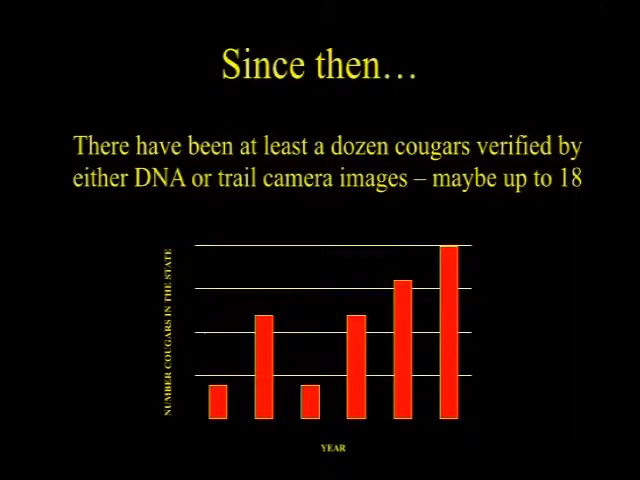 Since then…
There have been at least a dozen cougars verified by
either DNA or trail camera images – maybe up to 18
NUMBER COUGARS IN THE STATE
YEAR